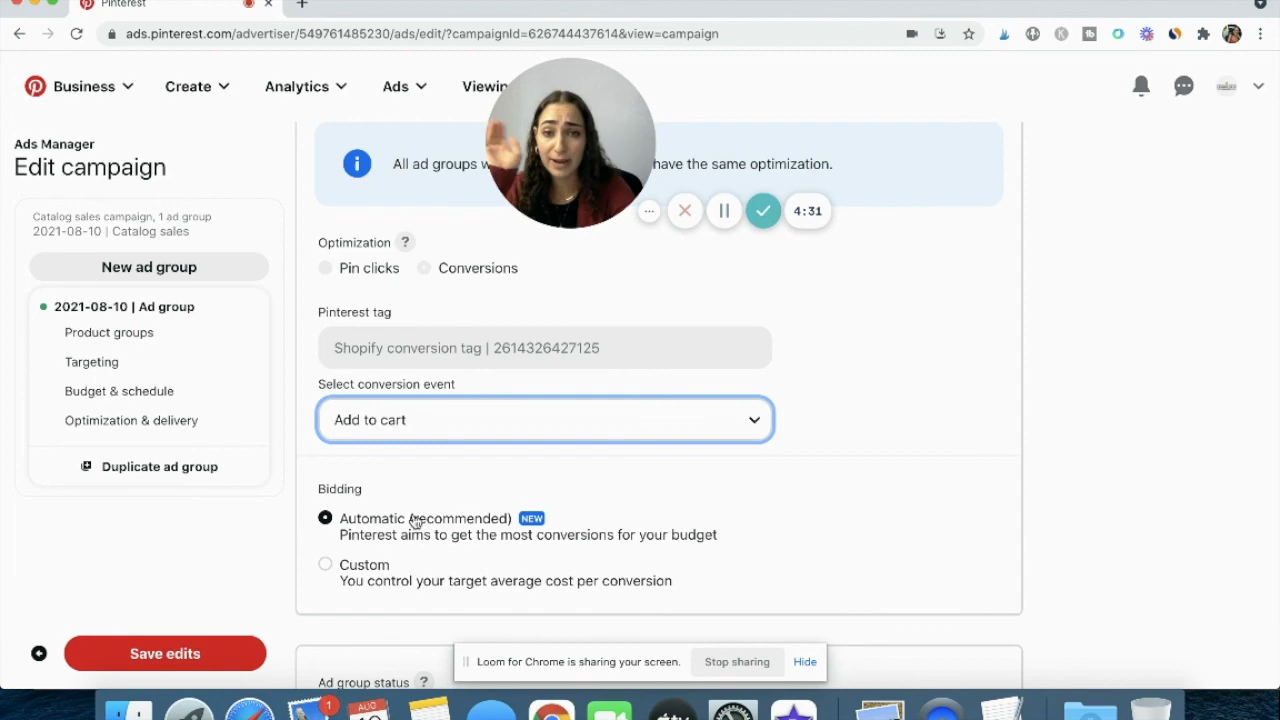 Pinterest
ads.pinterest.com/advertiser/549761485230/ads/edit/?campaignId=626744437614&view=campaign
Business
Create
Analytics
Ads
Viewin
Ads Manager
Edit campaign
Catalog sales campaign, 1 ad group
2021-08-10 | Catalog sales
New ad group
2021-08-10 | Ad group
Product groups
Targeting
Budget & schedule
Optimization & delivery
Duplicate ad group
Save edits
All ad groups w have the same optimization.
4:31
Optimization ?
Pin clicks
Conversions
Pinterest tag
Shopify conversion tag | 2614326427125
Select conversion event
Add to cart
Bidding
Automatic (recommended) NEW
Pinterest aims to get the most conversions for your budget
Custom
You control your target average cost per conversion
Loom for Chrome is sharing your screen.
Stop sharing
Hide
Ad group status ?
1
AUG
tv